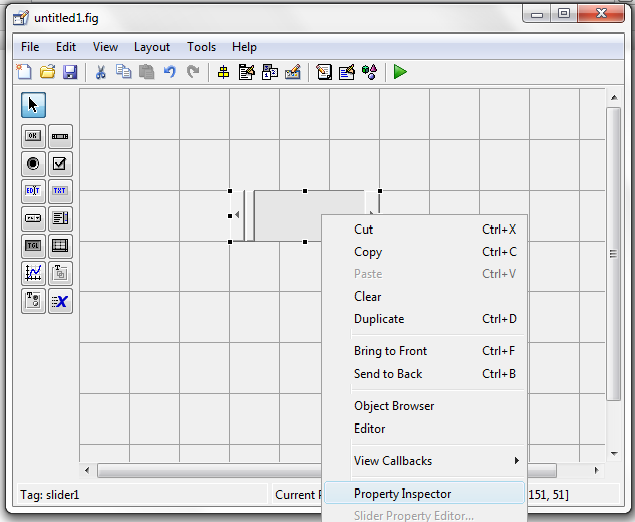 untitled1.fig
File Edit View Layout Tools Help
OK
EDIT TXT
TGL
Cut Ctrl+X
Copy Ctrl+C
Paste Ctrl+V
Clear
Duplicate Ctrl+D
Bring to Front Ctrl+F
Send to Back Ctrl+B
Object Browser
Editor
View Callbacks
Property Inspector
Slider Property Editor...
Tag: slider1 Current P 151, 51]